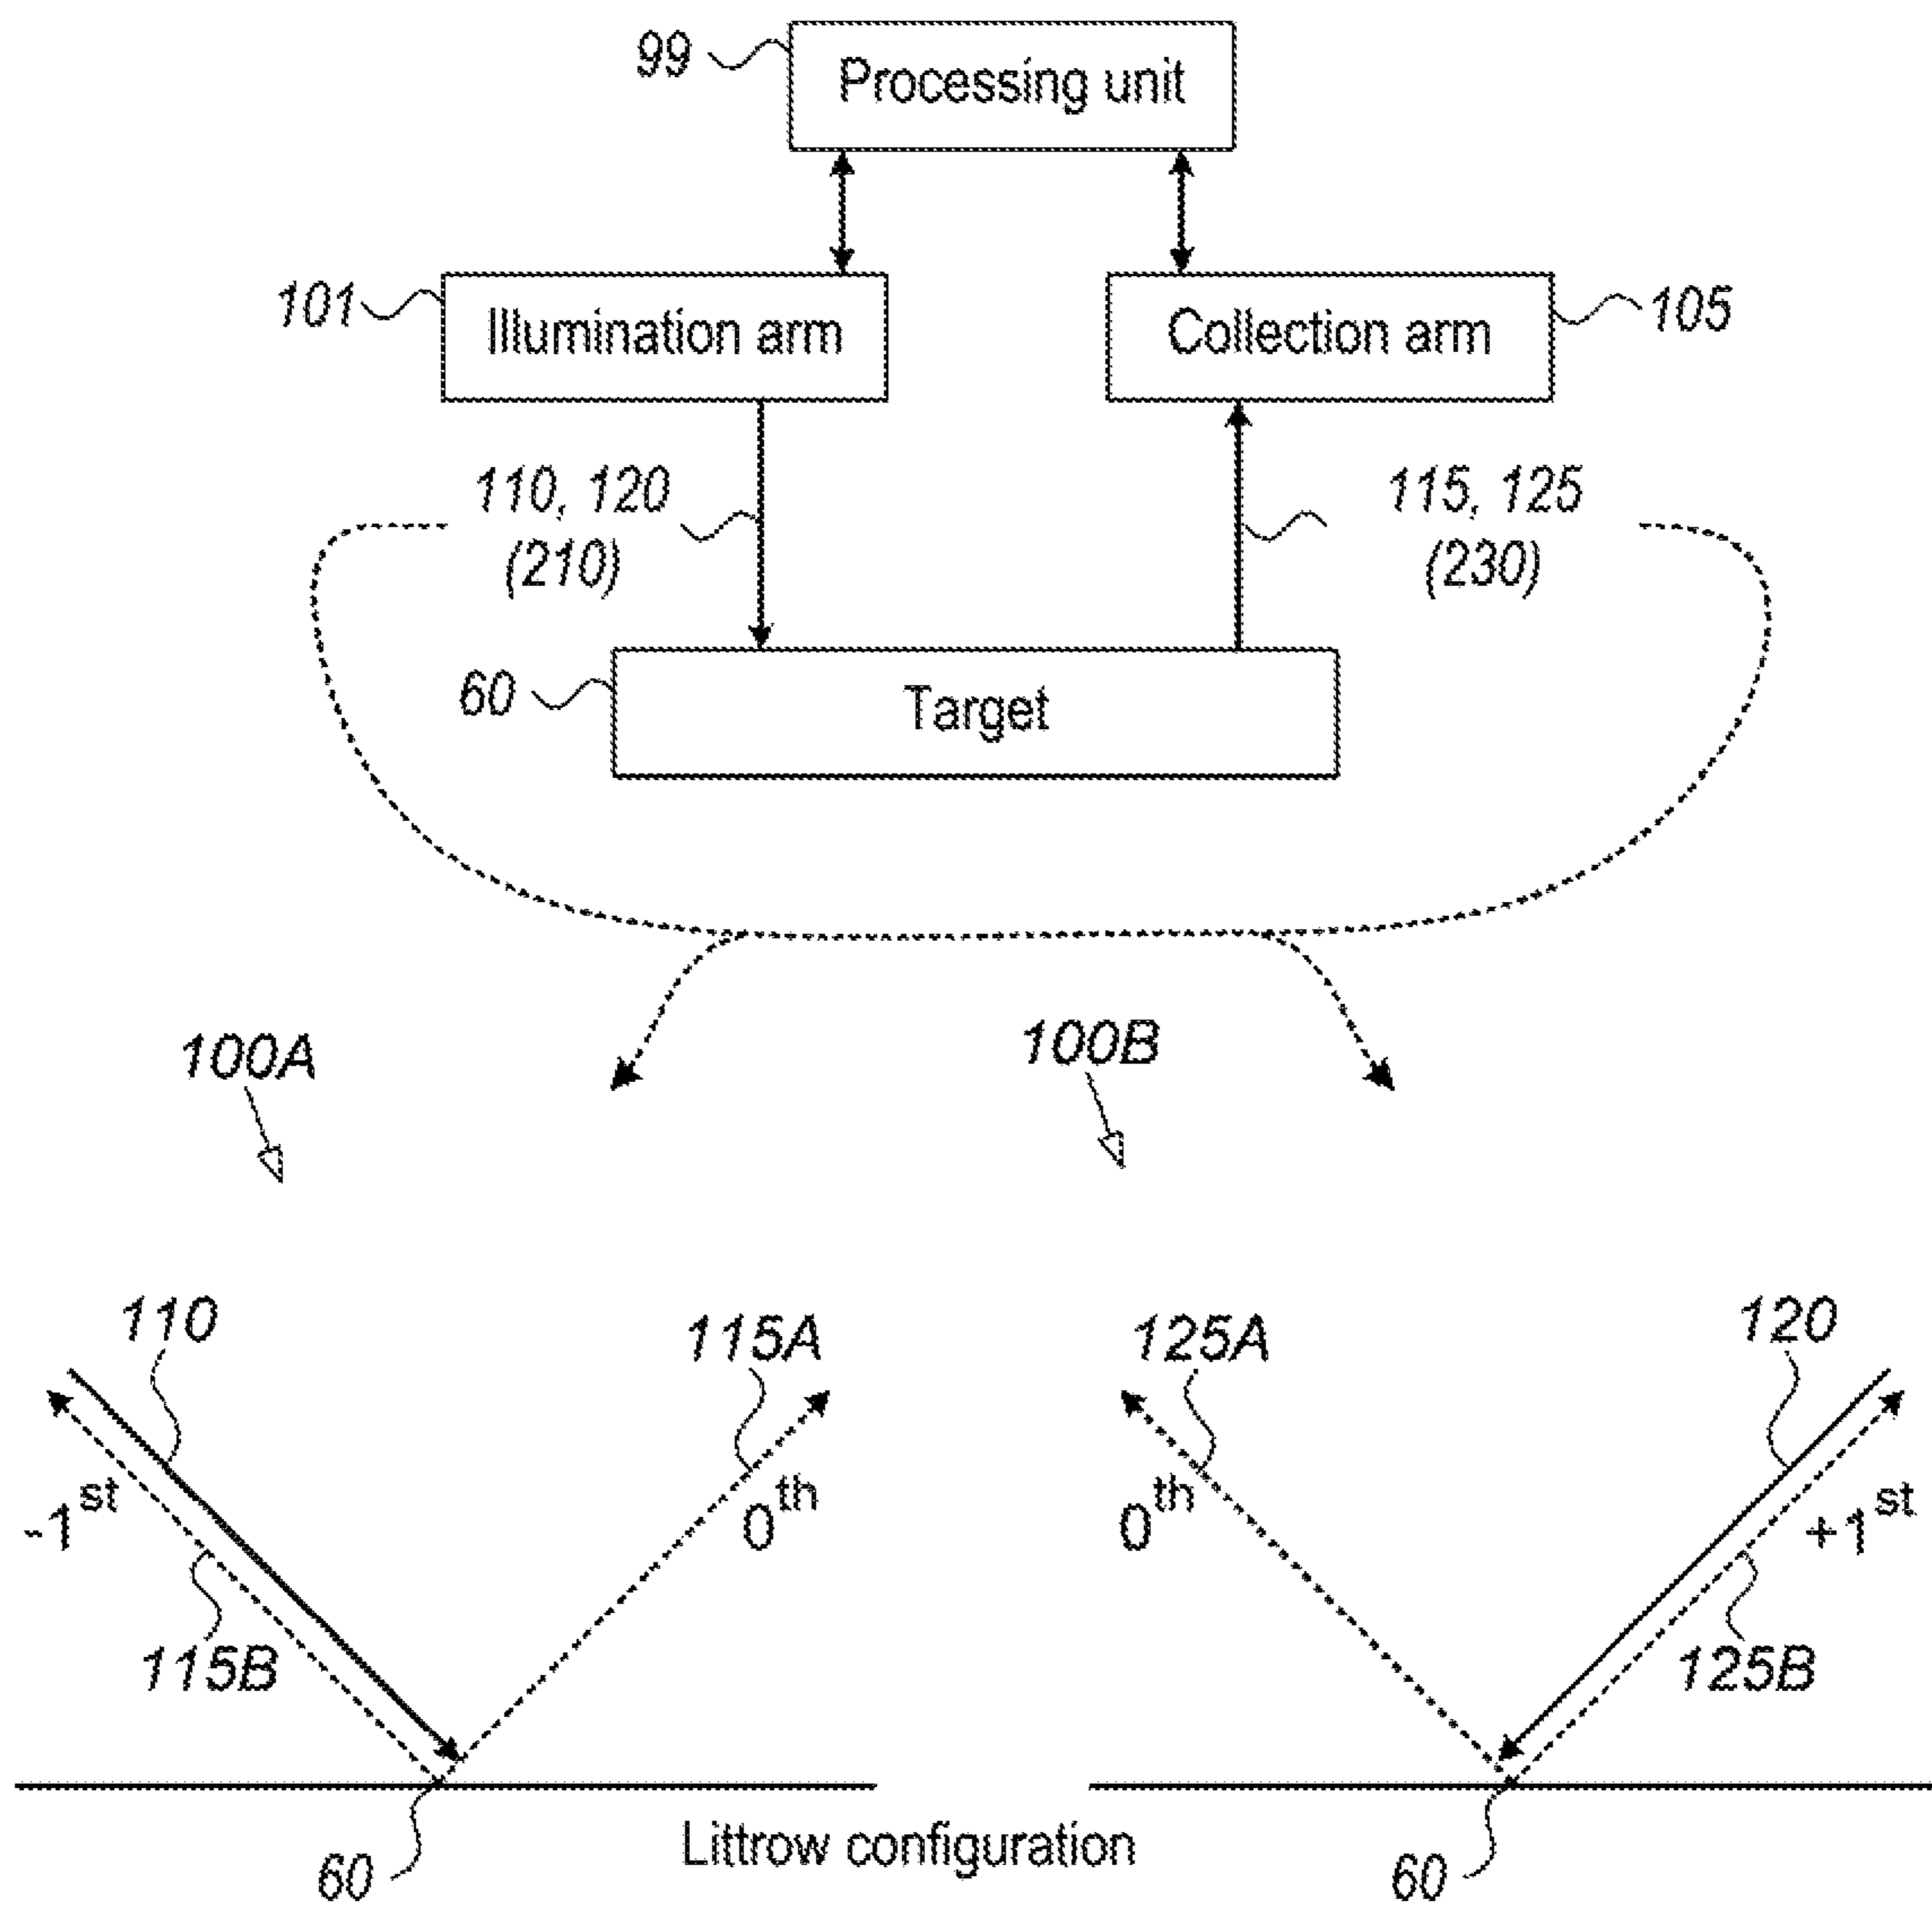 99
Processing unit
101
Illumination arm
Collection arm
105
110, 120
(210)
115, 125
(230)
60
Target
100A
100B
110
115A
125A
120
-1st
0th
0th
+1st
115B
125B
60
Littrow configuration
60